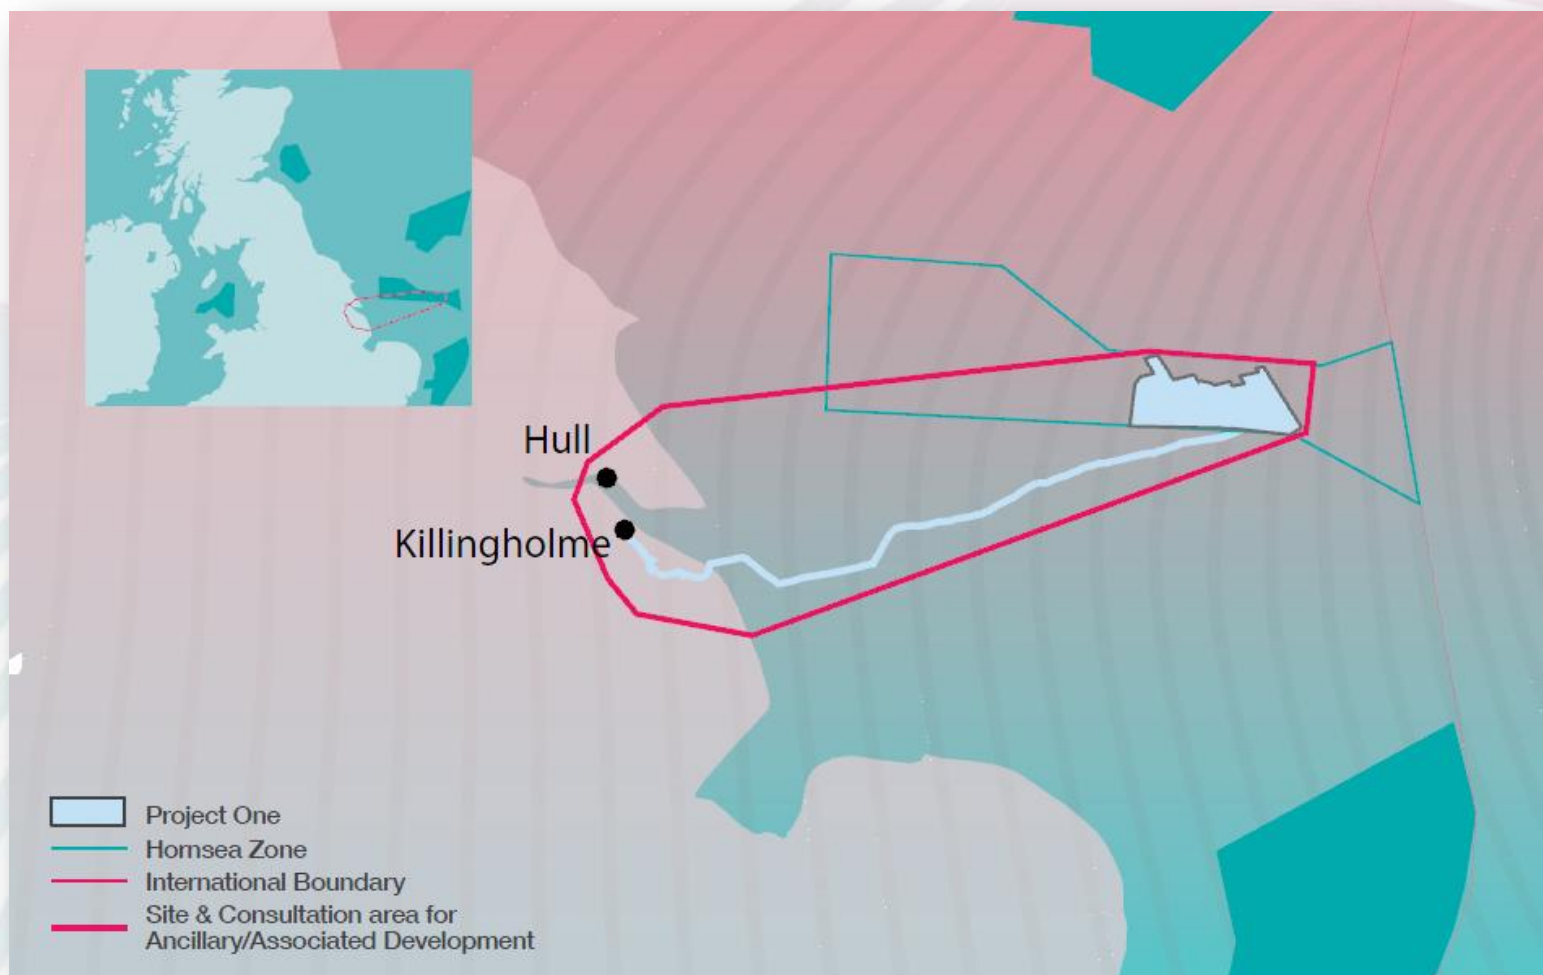 Hull
Killingholme
Project One
Hornsea Zone
International Boundary
Site & Consultation area for
Ancillary/Associated Development